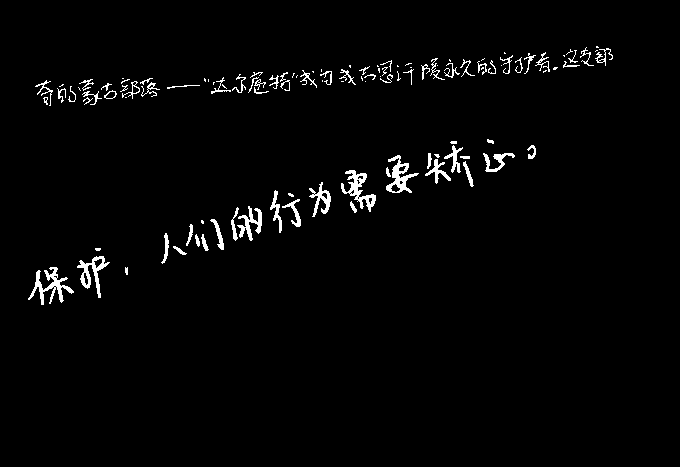 奇的蒙古部落——“达尔扈特”成为成吉思汗陵永久的守护者。这支部
保护,人们的行为需要矫正。